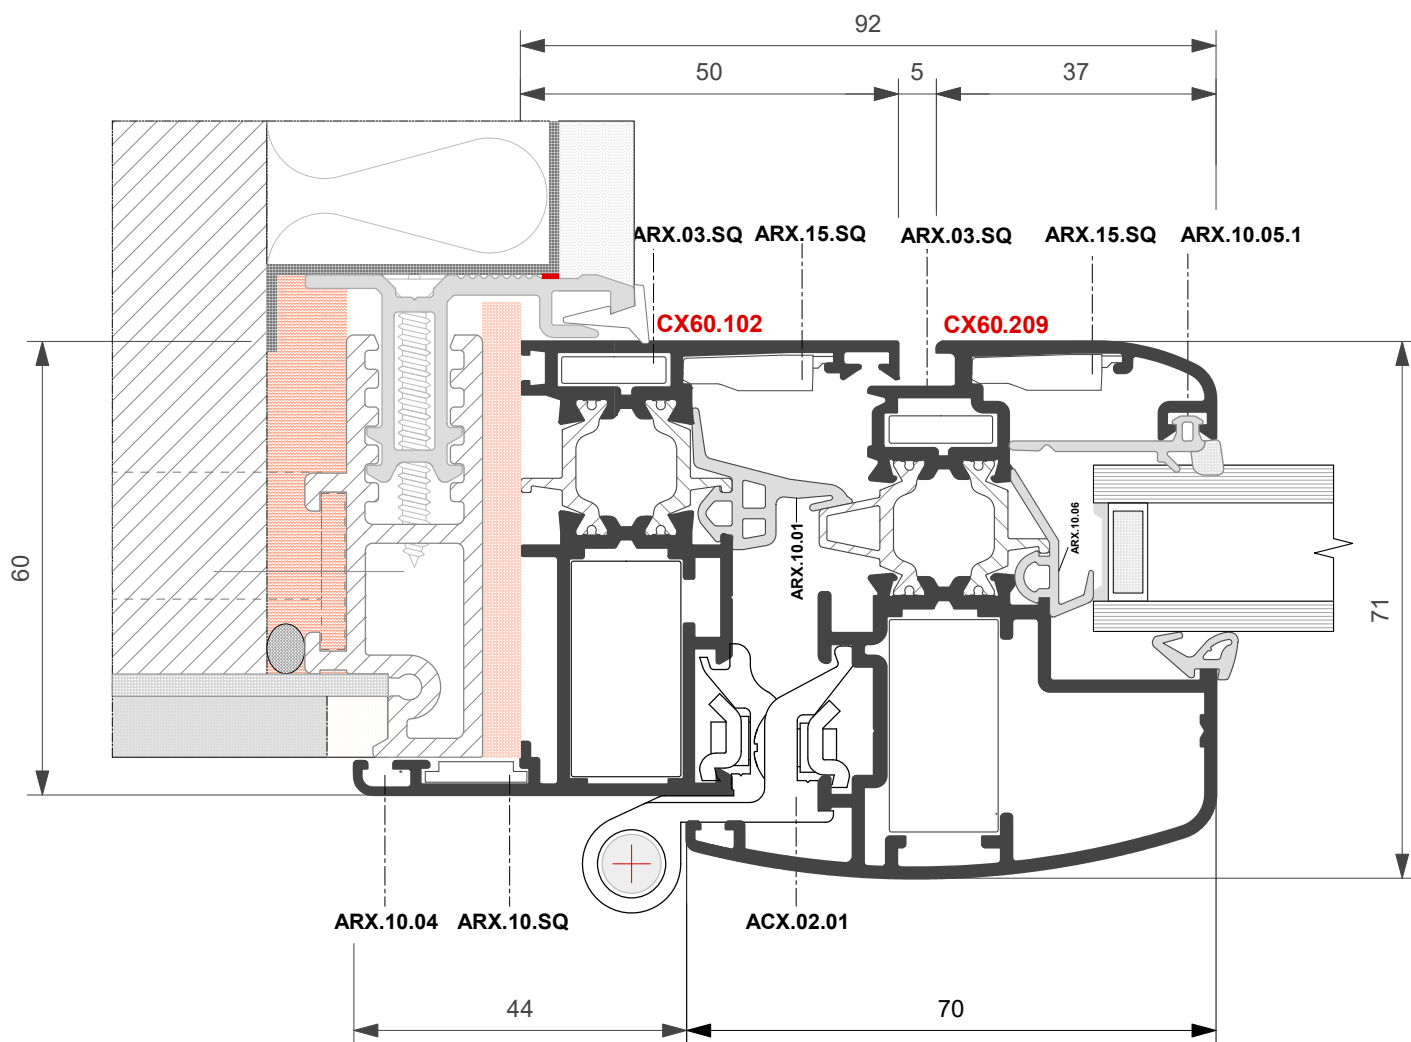 92
50 5 37
ARX.03.SQ ARX.15.SQ ARX.03.SQ ARX.15.SQ ARX.10.05.1
CX60.102 CX60.209
ARX.10.01
ARX.10.06
60
71
ARX.10.04 ARX.10.SQ ACX.02.01
44 70